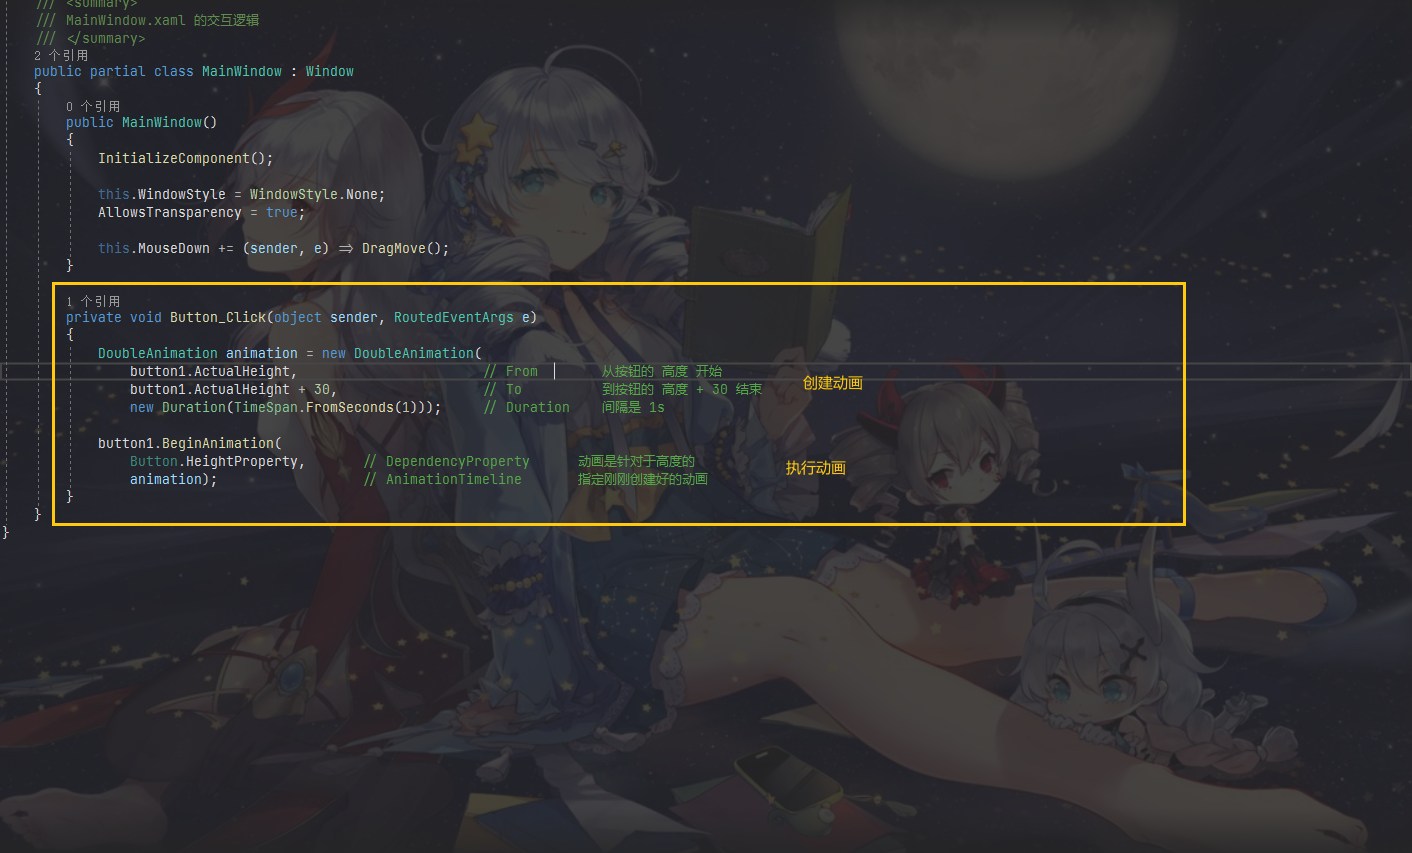 /// <summary>
/// MainWindow.xaml 的交互逻辑
/// </summary>
2 个引用
public partial class MainWindow : Window
{
0 个引用
public MainWindow()
{
InitializeComponent();
this.WindowStyle = WindowStyle.None;
AllowsTransparency = true;
this.MouseDown += (sender, e) => DragMove();
}
1 个引用
private void Button_Click(object sender, RoutedEventArgs e)
{
DoubleAnimation animation = new DoubleAnimation(
button1.ActualHeight, // From 从按钮的 高度 开始
button1.ActualHeight + 30, // To 到按钮的 高度 + 30 结束 创建动画
new Duration(TimeSpan.FromSeconds(1))); // Duration 间隔是 1s
button1.BeginAnimation(
Button.HeightProperty, // DependencyProperty 动画是针对于高度的 执行动画
animation); // AnimationTimeline 指定刚刚创建好的动画
}
}
}